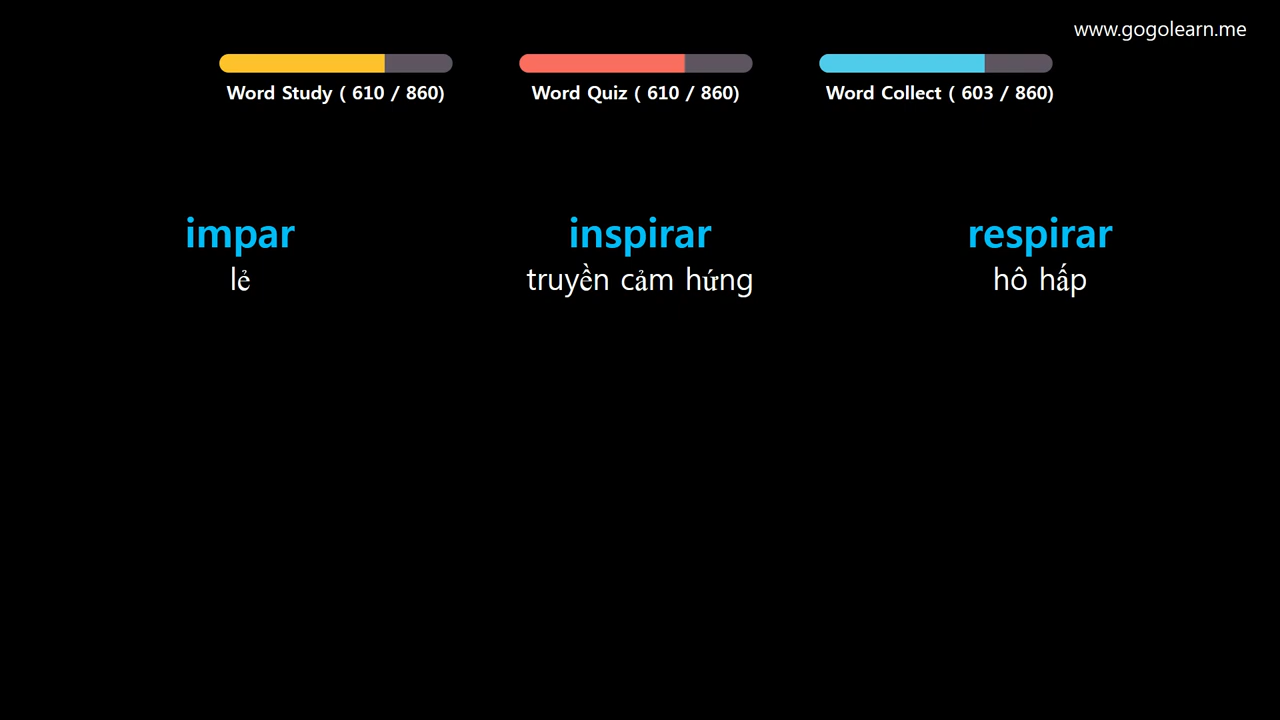 www.gogolearn.me
Word Study ( 610 / 860)
Word Quiz ( 610 / 860)
Word Collect ( 603 / 860)
impar
lẻ
inspirar
truyền cảm hứng
respirar
hô hấp